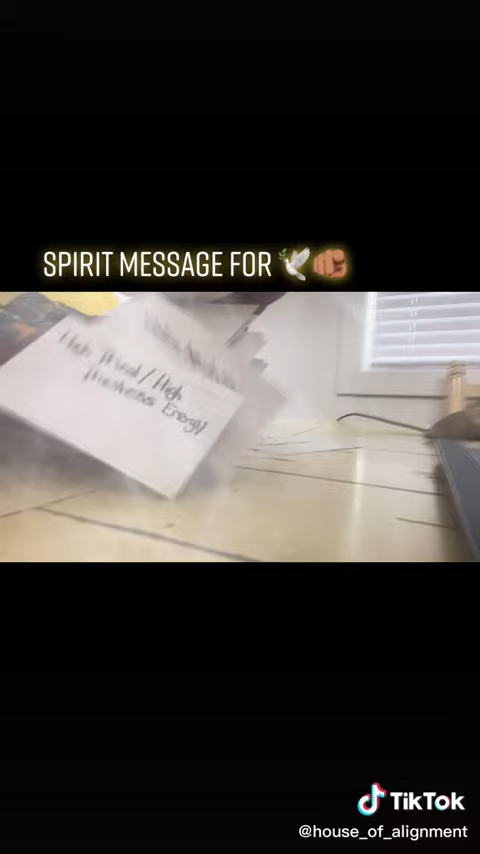 SPIRIT MESSAGE FOR 🕊️🫵🏽
High Priest/High
Priestess Energy
TikTok
@house_of_alignment